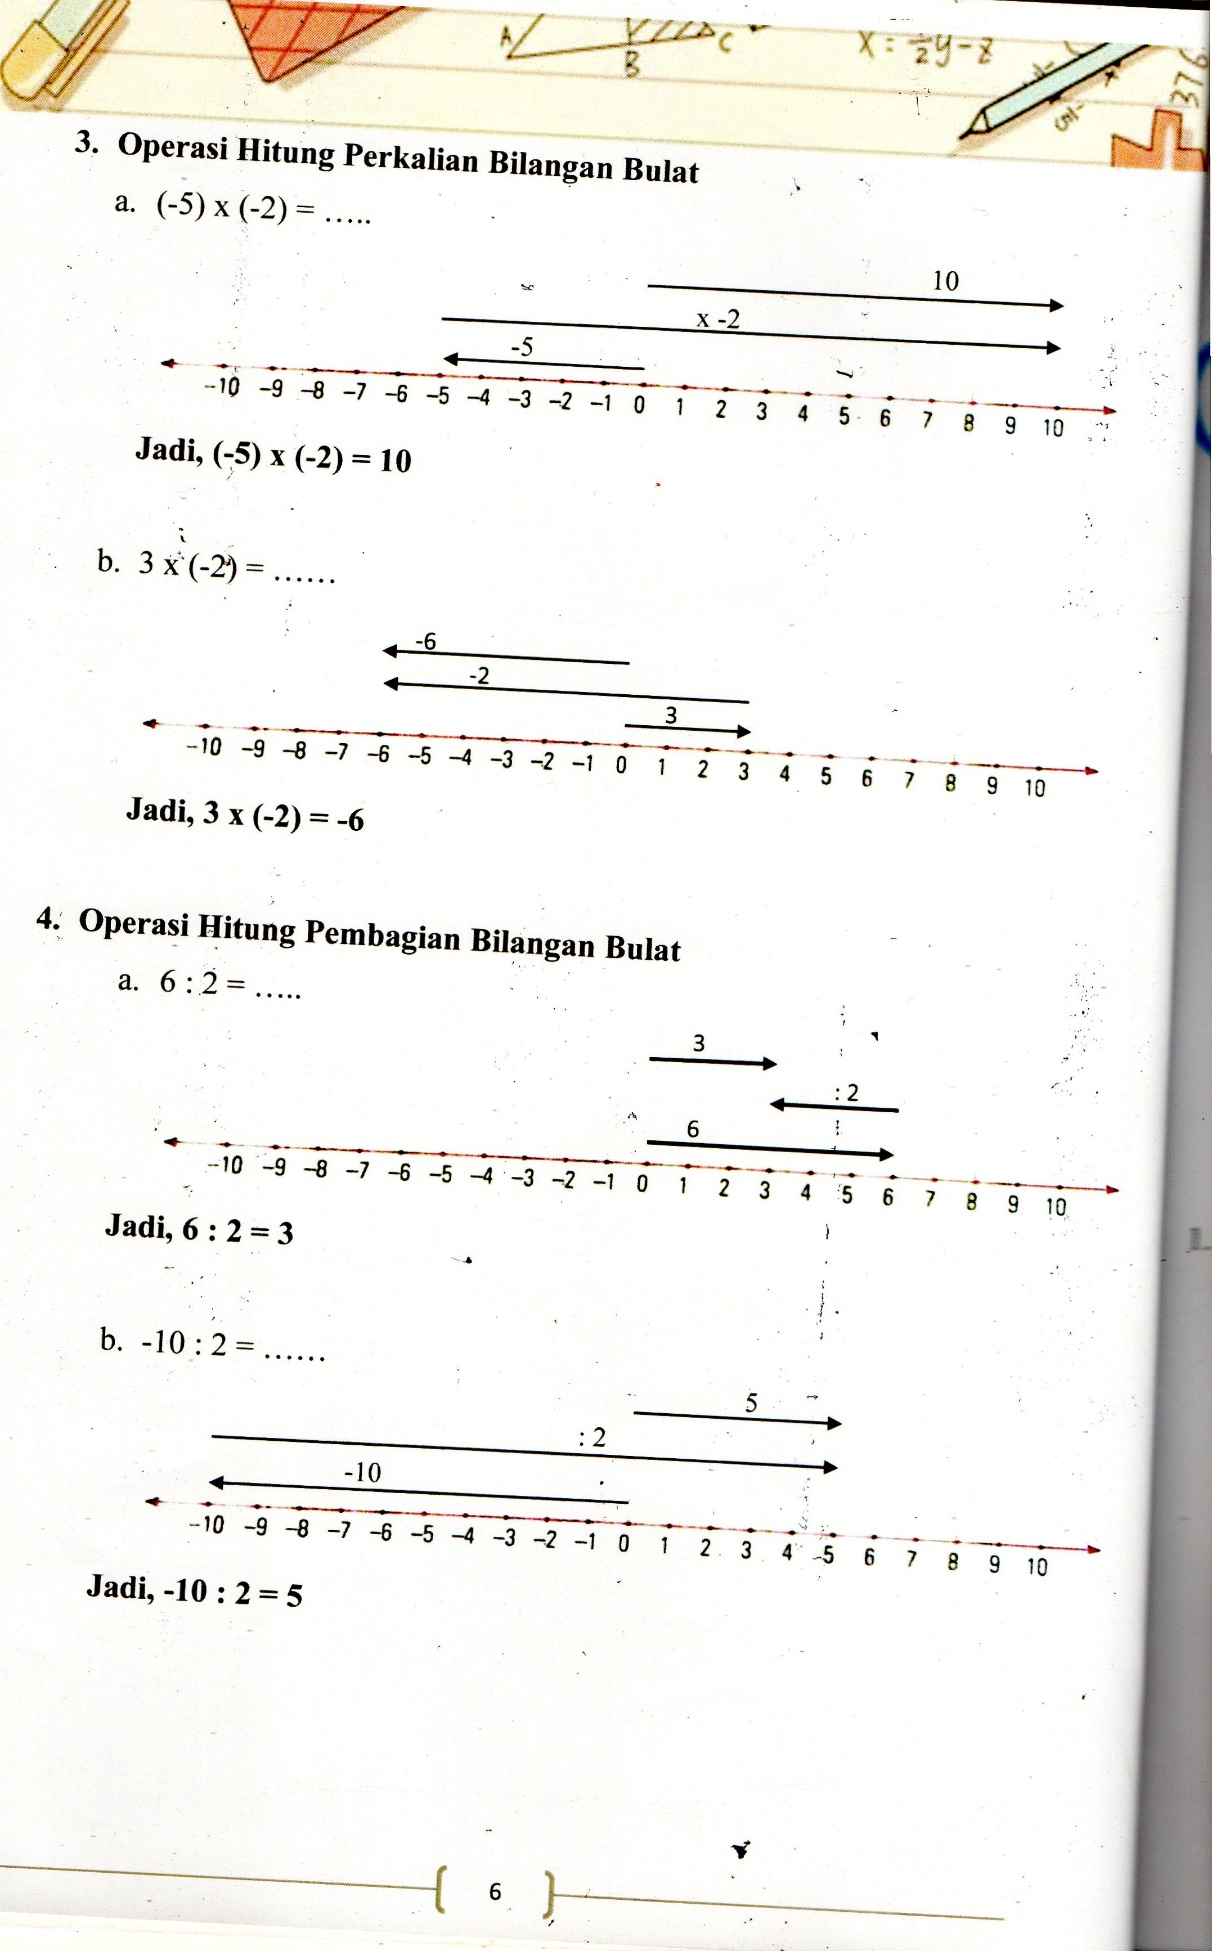 A
B
C
x = ½y - z
376
3. Operasi Hitung Perkalian Bilangan Bulat
a. (-5) x (-2) = .....
10
x -2
-5
-10 -9 -8 -7 -6 -5 -4 -3 -2 -1 0 1 2 3 4 5 6 7 8 9 10
Jadi, (-5) x (-2) = 10
b. 3 x (-2) = ......
-6
-2
3
-10 -9 -8 -7 -6 -5 -4 -3 -2 -1 0 1 2 3 4 5 6 7 8 9 10
Jadi, 3 x (-2) = -6
4. Operasi Hitung Pembagian Bilangan Bulat
a. 6 : 2 = .....
3
: 2
6
-10 -9 -8 -7 -6 -5 -4 -3 -2 -1 0 1 2 3 4 5 6 7 8 9 10
Jadi, 6 : 2 = 3
b. -10 : 2 = ......
5
: 2
-10
-10 -9 -8 -7 -6 -5 -4 -3 -2 -1 0 1 2 3 4 5 6 7 8 9 10
Jadi, -10 : 2 = 5
6